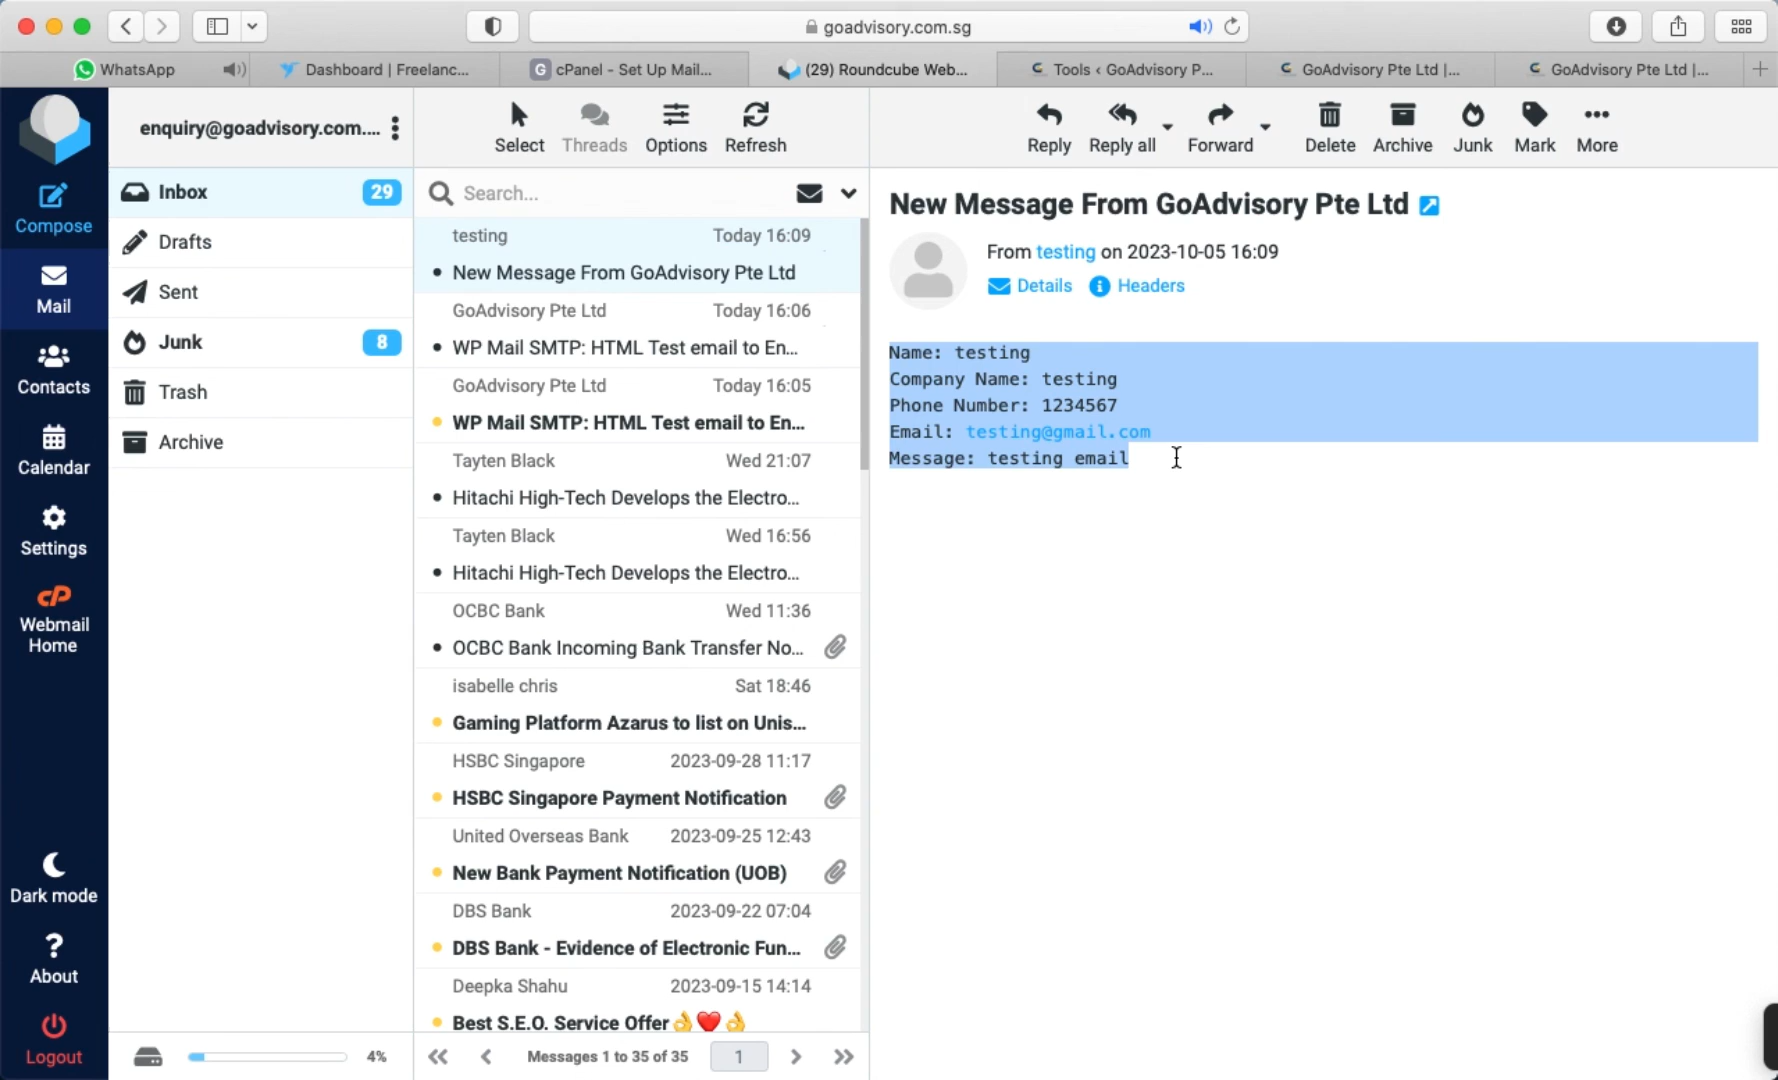 goadvisory.com.sg
WhatsApp
Dashboard | Freelanc...
G cPanel - Set Up Mail...
(29) Roundcube Web...
Tools < GoAdvisory P...
GoAdvisory Pte Ltd |...
GoAdvisory Pte Ltd |...
Compose
Mail
Contacts
Calendar
Settings
cP
Webmail
Home
Dark mode
? About
Logout
enquiry@goadvisory.com....
Inbox 29
Drafts
Sent
Junk 8
Trash
Archive
4%
Select Threads Options Refresh
Search...
testing Today 16:09
• New Message From GoAdvisory Pte Ltd
GoAdvisory Pte Ltd Today 16:06
• WP Mail SMTP: HTML Test email to En...
GoAdvisory Pte Ltd Today 16:05
• WP Mail SMTP: HTML Test email to En...
Tayten Black Wed 21:07
• Hitachi High-Tech Develops the Electro...
Tayten Black Wed 16:56
• Hitachi High-Tech Develops the Electro...
OCBC Bank Wed 11:36
• OCBC Bank Incoming Bank Transfer No...
isabelle chris Sat 18:46
• Gaming Platform Azarus to list on Unis...
HSBC Singapore 2023-09-28 11:17
• HSBC Singapore Payment Notification
United Overseas Bank 2023-09-25 12:43
• New Bank Payment Notification (UOB)
DBS Bank 2023-09-22 07:04
• DBS Bank - Evidence of Electronic Fun...
Deepka Shahu 2023-09-15 14:14
• Best S.E.O. Service Offer👌❤️👌
Messages 1 to 35 of 35 1
Reply Reply all Forward Delete Archive Junk Mark More
New Message From GoAdvisory Pte Ltd
From testing on 2023-10-05 16:09
Details Headers
Name: testing
Company Name: testing
Phone Number: 1234567
Email: testing@gmail.com
Message: testing email